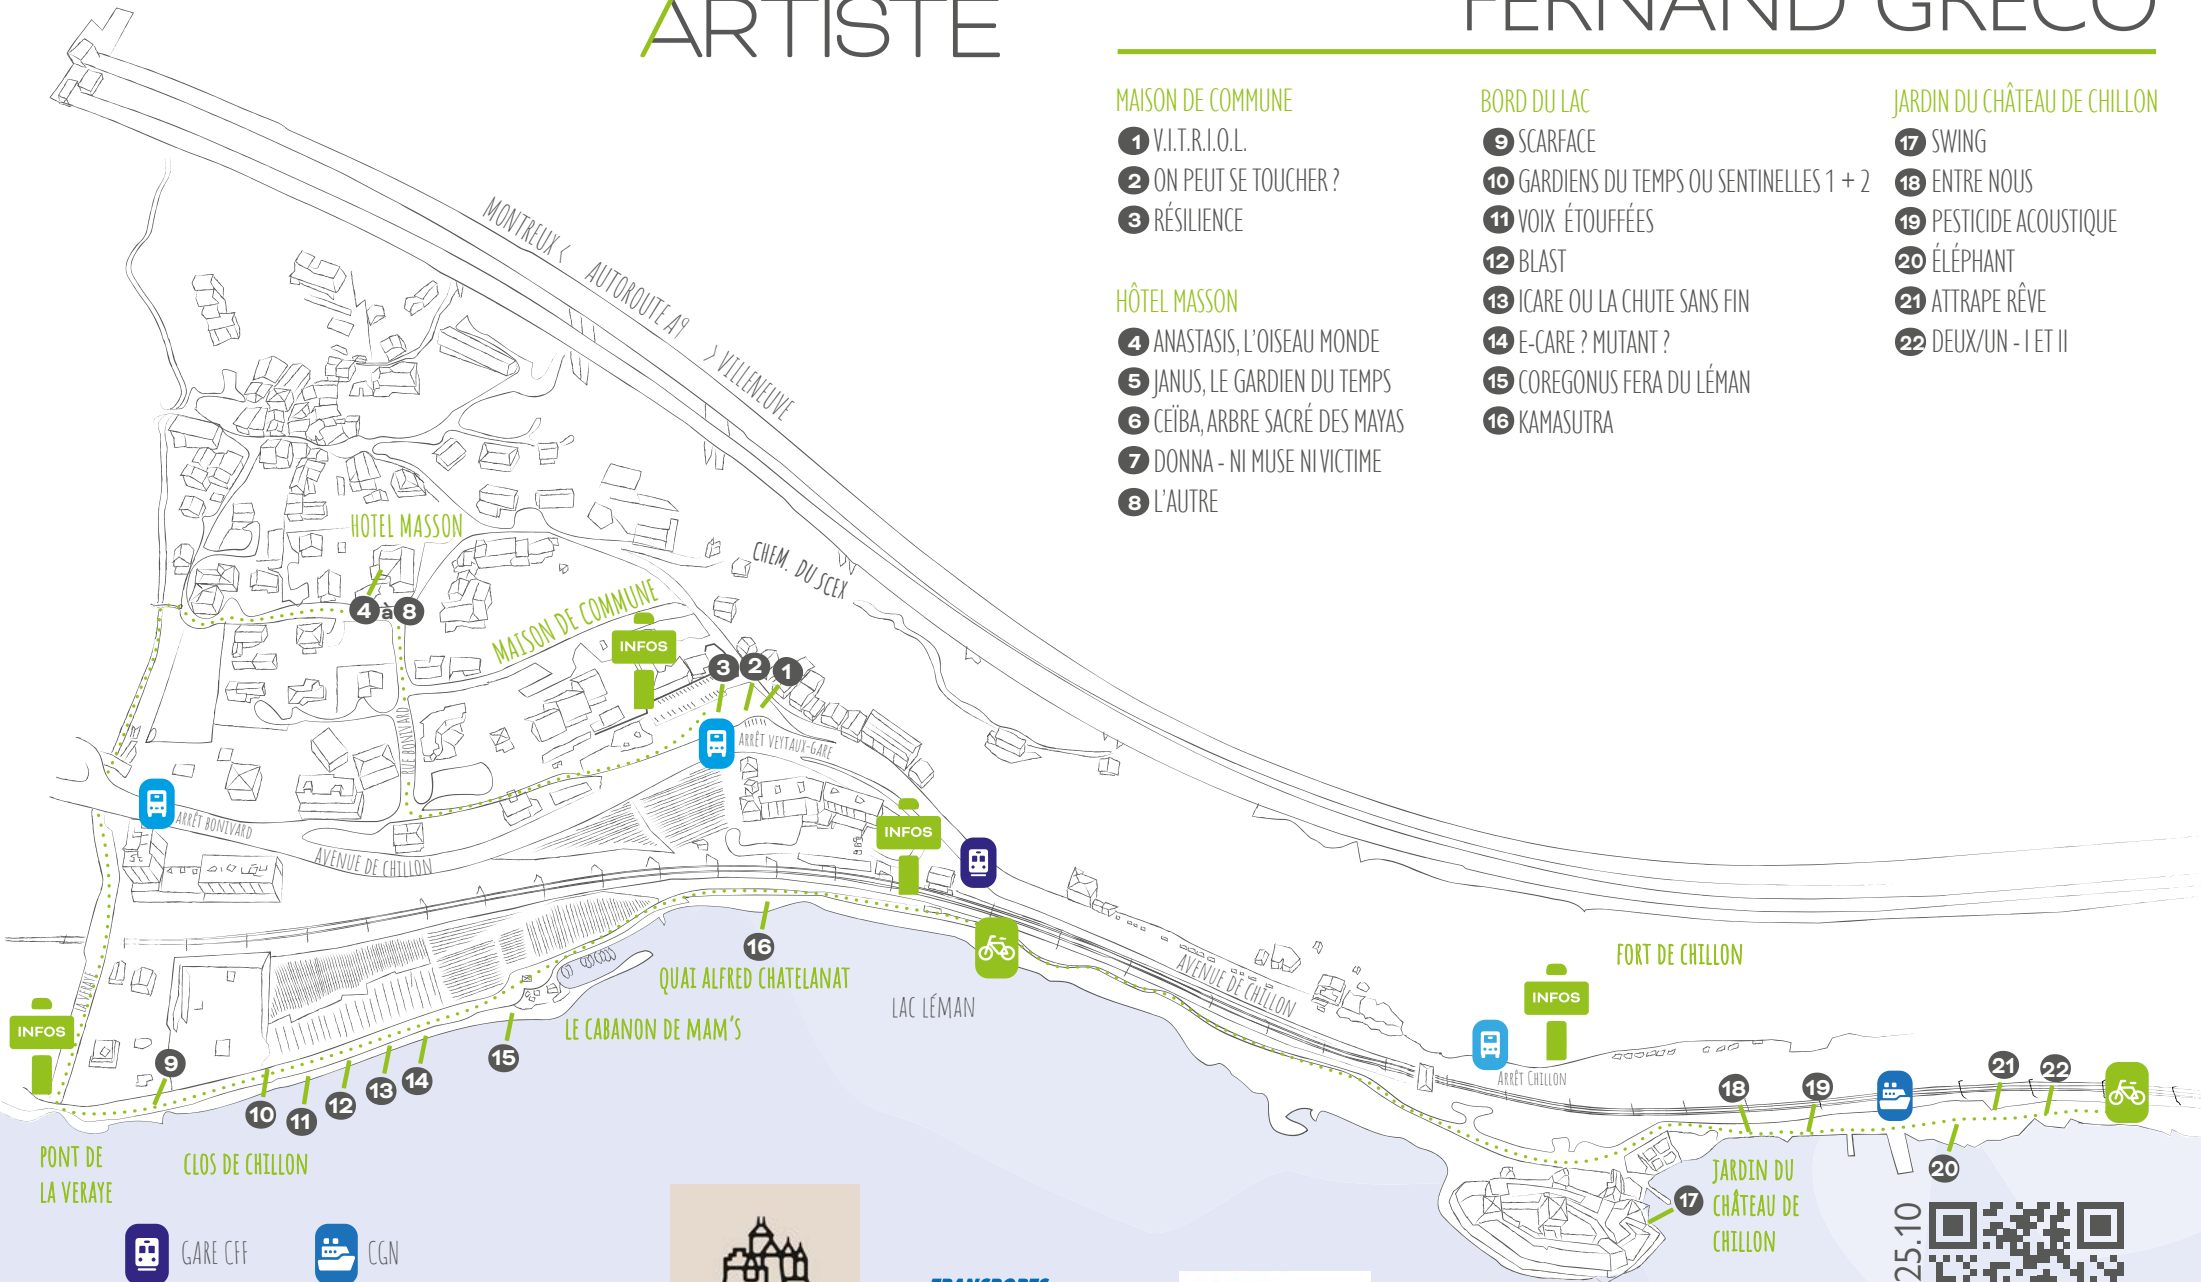 ARTISTE
FERNAND GRECO
MAISON DE COMMUNE
1 V.I.T.R.I.O.L.
2 ON PEUT SE TOUCHER ?
3 RÉSILIENCE
HÔTEL MASSON
4 ANASTASIS, L'OISEAU MONDE
5 JANUS, LE GARDIEN DU TEMPS
6 CEÏBA, ARBRE SACRÉ DES MAYAS
7 DONNA - NI MUSE NI VICTIME
8 L'AUTRE
BORD DU LAC
9 SCARFACE
10 GARDIENS DU TEMPS OU SENTINELLES 1 + 2
11 VOIX ÉTOUFFÉES
12 BLAST
13 ICARE OU LA CHUTE SANS FIN
14 E-CARE ? MUTANT ?
15 COREGONUS FERA DU LÉMAN
16 KAMASUTRA
JARDIN DU CHÂTEAU DE CHILLON
17 SWING
18 ENTRE NOUS
19 PESTICIDE ACOUSTIQUE
20 ÉLÉPHANT
21 ATTRAPE RÊVE
22 DEUX/UN - I ET II
MONTREUX <
AUTOROUTE A9
> VILLENEUVE
HOTEL MASSON
4 à 8
CHEM. DU SCEX
MAISON DE COMMUNE
INFOS
3 2 1
ARRÊT VEYTAUX-GARE
RUE BONIVARD
ARRÊT BONIVARD
AVENUE DE CHILLON
INFOS
16
QUAI ALFRED CHATELANAT
LAC LÉMAN
AVENUE DE CHILLON
FORT DE CHILLON
INFOS
ARRÊT CHILLON
INFOS
LE CABANON DE MAM'S
9
10
11
12
13
14
15
18
19
21
22
20
17
PONT DE
LA VERAYE
CLOS DE CHILLON
JARDIN DU
CHÂTEAU DE
CHILLON
GARE CFF
CGN
TRANSPORTS
25.10